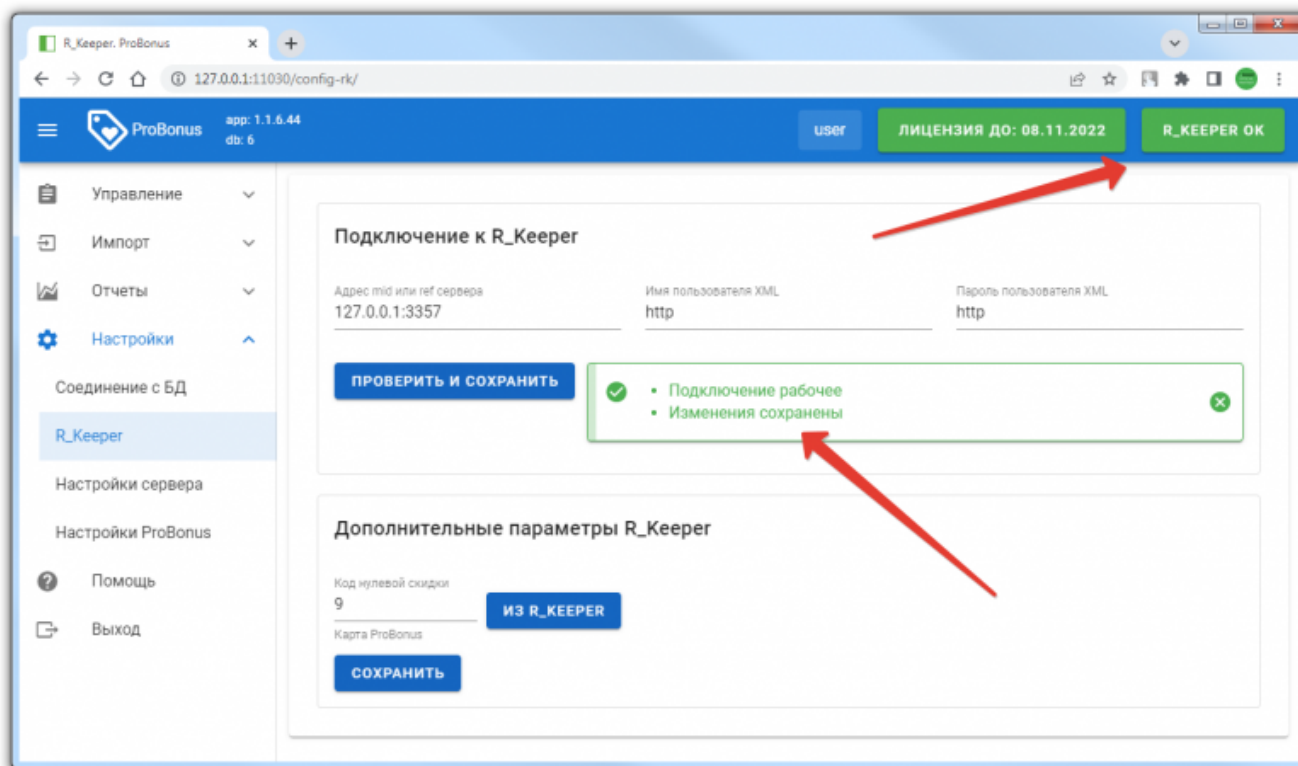 R_Keeper. ProBonus
127.0.0.1:11030/config-rk/
ProBonus
app: 1.1.6.44
db: 6
user
ЛИЦЕНЗИЯ ДО: 08.11.2022
R_KEEPER OK
Управление
Импорт
Отчеты
Настройки
Соединение с БД
R_Keeper
Настройки сервера
Настройки ProBonus
Помощь
Выход
Подключение к R_Keeper
Адрес mid или ref сервера
127.0.0.1:3357
Имя пользователя XML
http
Пароль пользователя XML
http
ПРОВЕРИТЬ И СОХРАНИТЬ
Подключение рабочее
Изменения сохранены
Дополнительные параметры R_Keeper
Код нулевой скидки
9
ИЗ R_KEEPER
Карта ProBonus
СОХРАНИТЬ